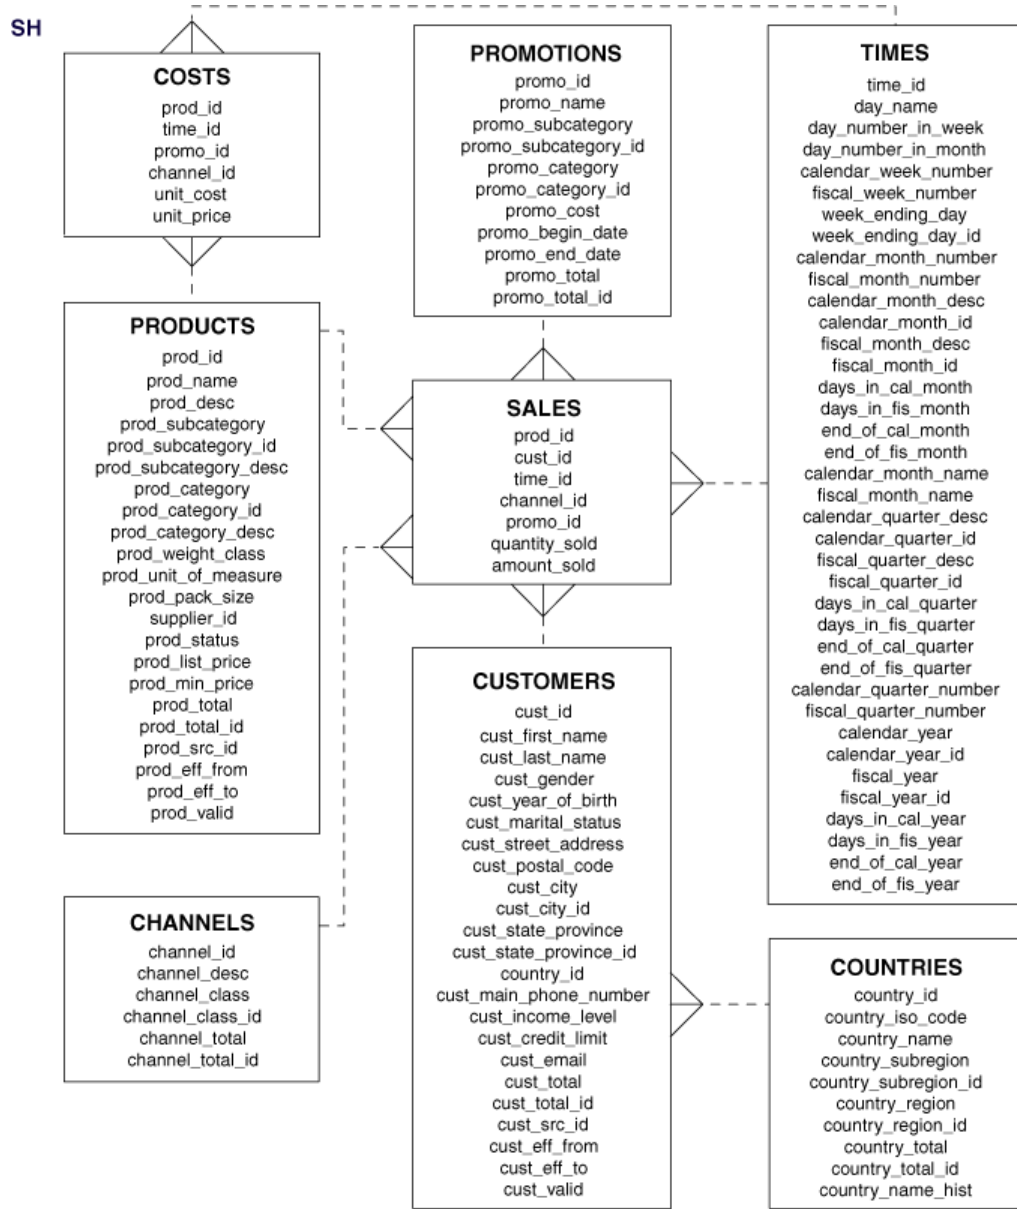 SH
COSTS
prod_id
time_id
promo_id
channel_id
unit_cost
unit_price
PROMOTIONS
promo_id
promo_name
promo_subcategory
promo_subcategory_id
promo_category
promo_category_id
promo_cost
promo_begin_date
promo_end_date
promo_total
promo_total_id
TIMES
time_id
day_name
day_number_in_week
day_number_in_month
calendar_week_number
fiscal_week_number
week_ending_day
week_ending_day_id
calendar_month_number
fiscal_month_number
calendar_month_desc
calendar_month_id
fiscal_month_desc
fiscal_month_id
days_in_cal_month
days_in_fis_month
end_of_cal_month
end_of_fis_month
calendar_month_name
fiscal_month_name
calendar_quarter_desc
calendar_quarter_id
fiscal_quarter_desc
fiscal_quarter_id
days_in_cal_quarter
days_in_fis_quarter
end_of_cal_quarter
end_of_fis_quarter
calendar_quarter_number
fiscal_quarter_number
calendar_year
calendar_year_id
fiscal_year
fiscal_year_id
days_in_cal_year
days_in_fis_year
end_of_cal_year
end_of_fis_year
PRODUCTS
prod_id
prod_name
prod_desc
prod_subcategory
prod_subcategory_id
prod_subcategory_desc
prod_category
prod_category_id
prod_category_desc
prod_weight_class
prod_unit_of_measure
prod_pack_size
supplier_id
prod_status
prod_list_price
prod_min_price
prod_total
prod_total_id
prod_src_id
prod_eff_from
prod_eff_to
prod_valid
SALES
prod_id
cust_id
time_id
channel_id
promo_id
quantity_sold
amount_sold
CUSTOMERS
cust_id
cust_first_name
cust_last_name
cust_gender
cust_year_of_birth
cust_marital_status
cust_street_address
cust_postal_code
cust_city
cust_city_id
cust_state_province
cust_state_province_id
country_id
cust_main_phone_number
cust_income_level
cust_credit_limit
cust_email
cust_total
cust_total_id
cust_src_id
cust_eff_from
cust_eff_to
cust_valid
CHANNELS
channel_id
channel_desc
channel_class
channel_class_id
channel_total
channel_total_id
COUNTRIES
country_id
country_iso_code
country_name
country_subregion
country_subregion_id
country_region
country_region_id
country_total
country_total_id
country_name_hist